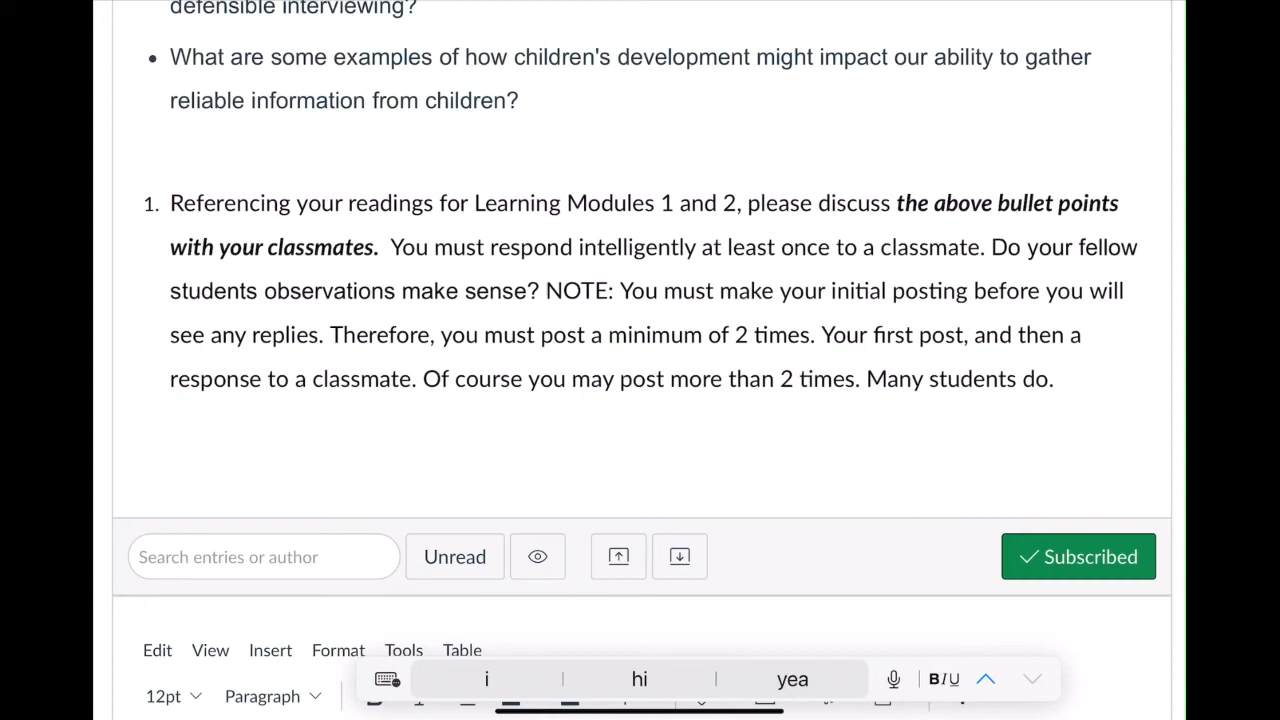 defensible interviewing?
• What are some examples of how children's development might impact our ability to gather
reliable information from children?
1. Referencing your readings for Learning Modules 1 and 2, please discuss the above bullet points
with your classmates. You must respond intelligently at least once to a classmate. Do your fellow
students observations make sense? NOTE: You must make your initial posting before you will
see any replies. Therefore, you must post a minimum of 2 times. Your first post, and then a
response to a classmate. Of course you may post more than 2 times. Many students do.
Search entries or author Unread Subscribed
Edit View Insert Format Tools Table
i hi yea BIU
12pt Paragraph